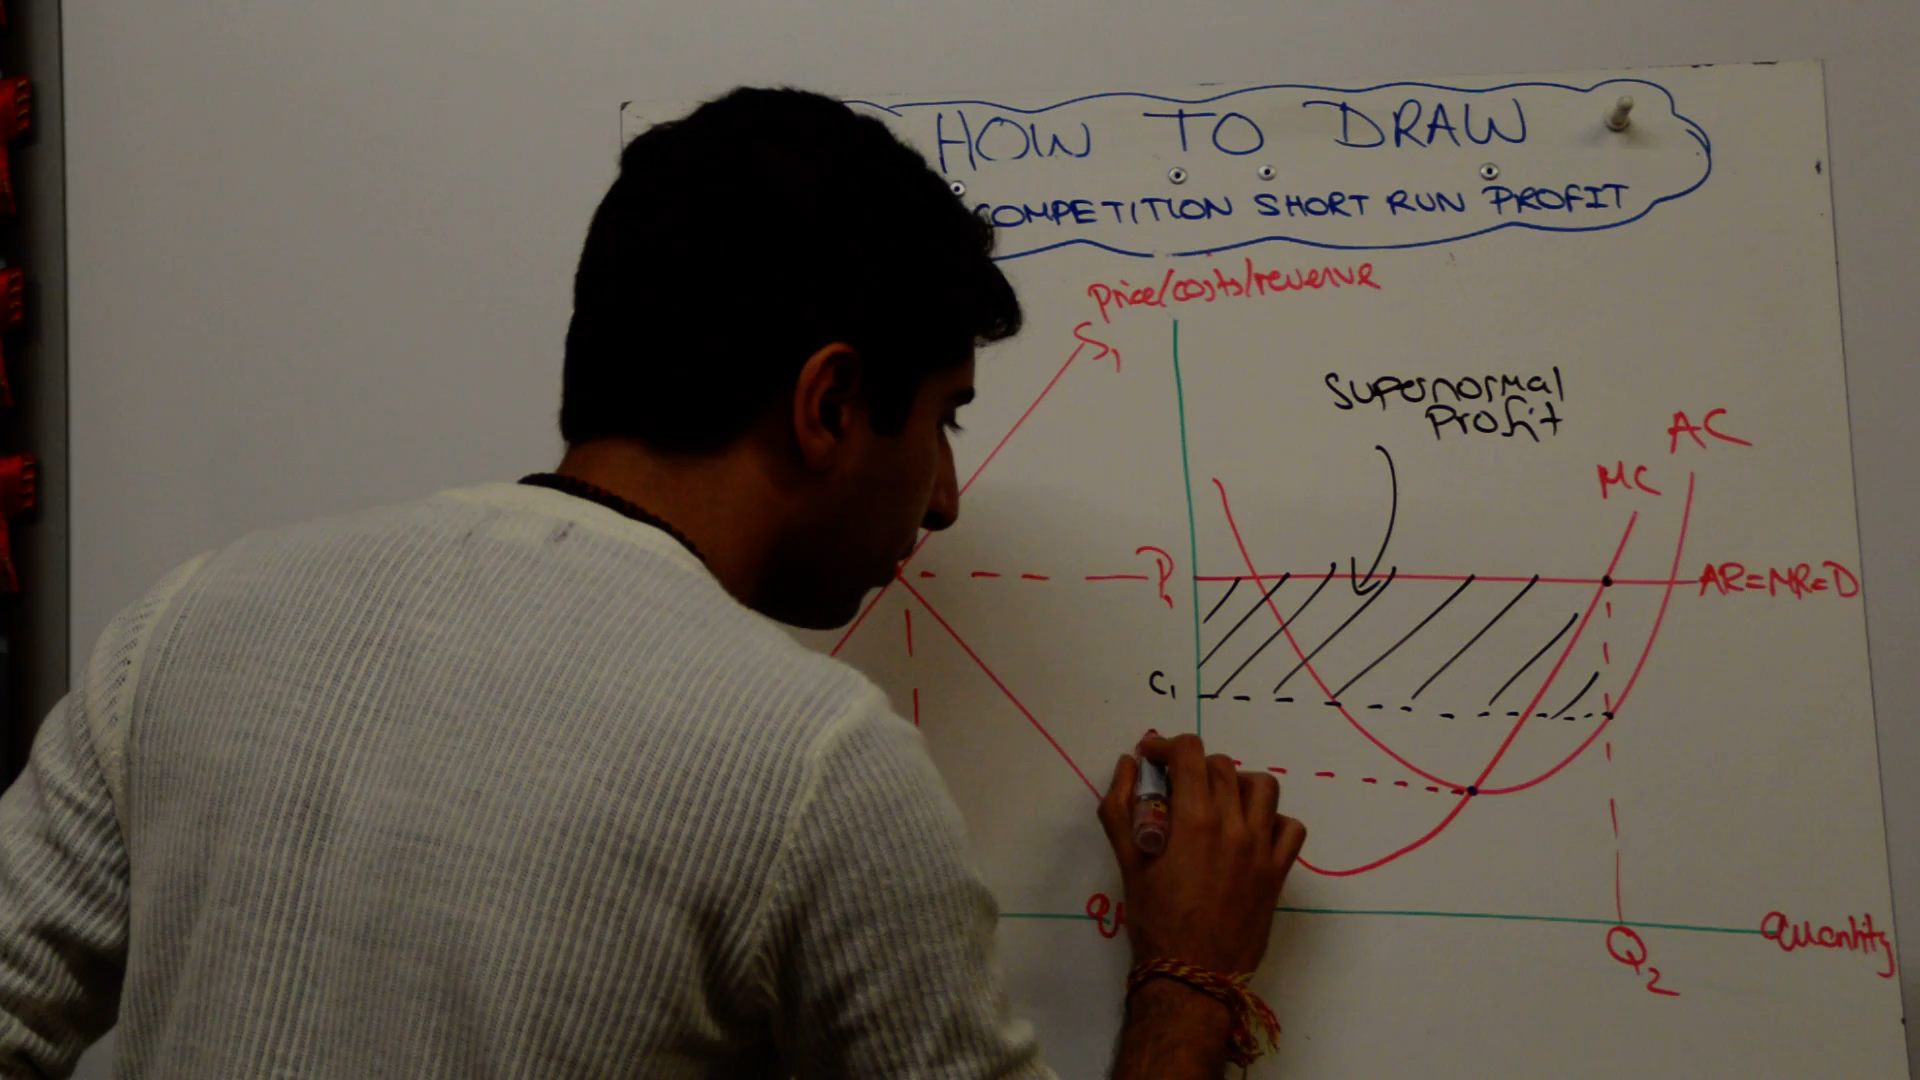 HOW TO DRAW
COMPETITION SHORT RUN PROFIT
price/costs/revenue
S1
Supernormal
Profit
AC
MC
P1
AR=MR=D
C1
Q2
quantity